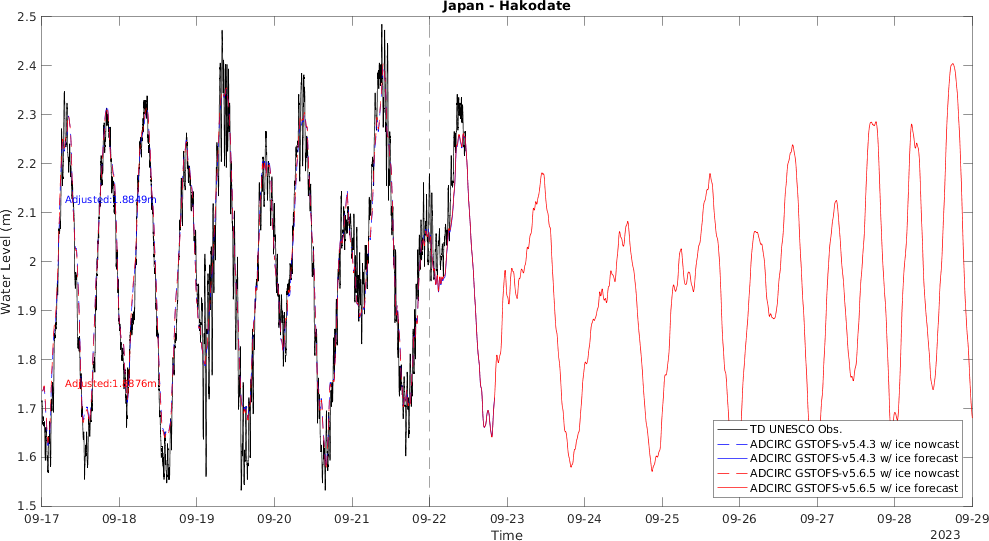 Japan - Hakodate
Water Level (m)
2.5
2.4
2.3
2.2
2.1
2
1.9
1.8
1.7
1.6
1.5
Adjusted:1.8849m
TD UNESCO Obs.
ADCIRC GSTOFS-v5.4.3 w/ ice nowcast
ADCIRC GSTOFS-v5.4.3 w/ ice forecast
ADCIRC GSTOFS-v5.6.5 w/ ice nowcast
ADCIRC GSTOFS-v5.6.5 w/ ice forecast
09-17 09-18 09-19 09-20 09-21 09-22 09-23 09-24 09-25 09-26 09-27 09-28 09-29
Time
2023